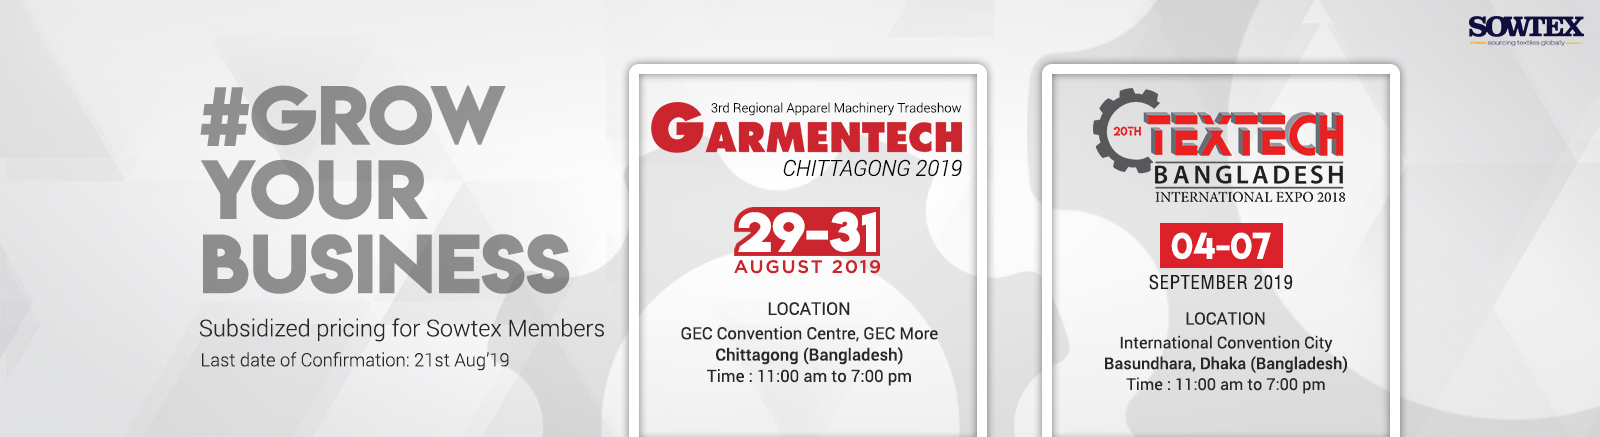 SOWTEX
sourcing textiles globally
#GROW
YOUR
BUSINESS
Subsidized pricing for Sowtex Members
Last date of Confirmation: 21st Aug'19
3rd Regional Apparel Machinery Tradeshow
GARMENTECH
CHITTAGONG 2019
29-31
AUGUST 2019
LOCATION
GEC Convention Centre, GEC More
Chittagong (Bangladesh)
Time : 11:00 am to 7:00 pm
20TH TEXTECH
BANGLADESH
INTERNATIONAL EXPO 2018
04-07
SEPTEMBER 2019
LOCATION
International Convention City
Basundhara, Dhaka (Bangladesh)
Time : 11:00 am to 7:00 pm